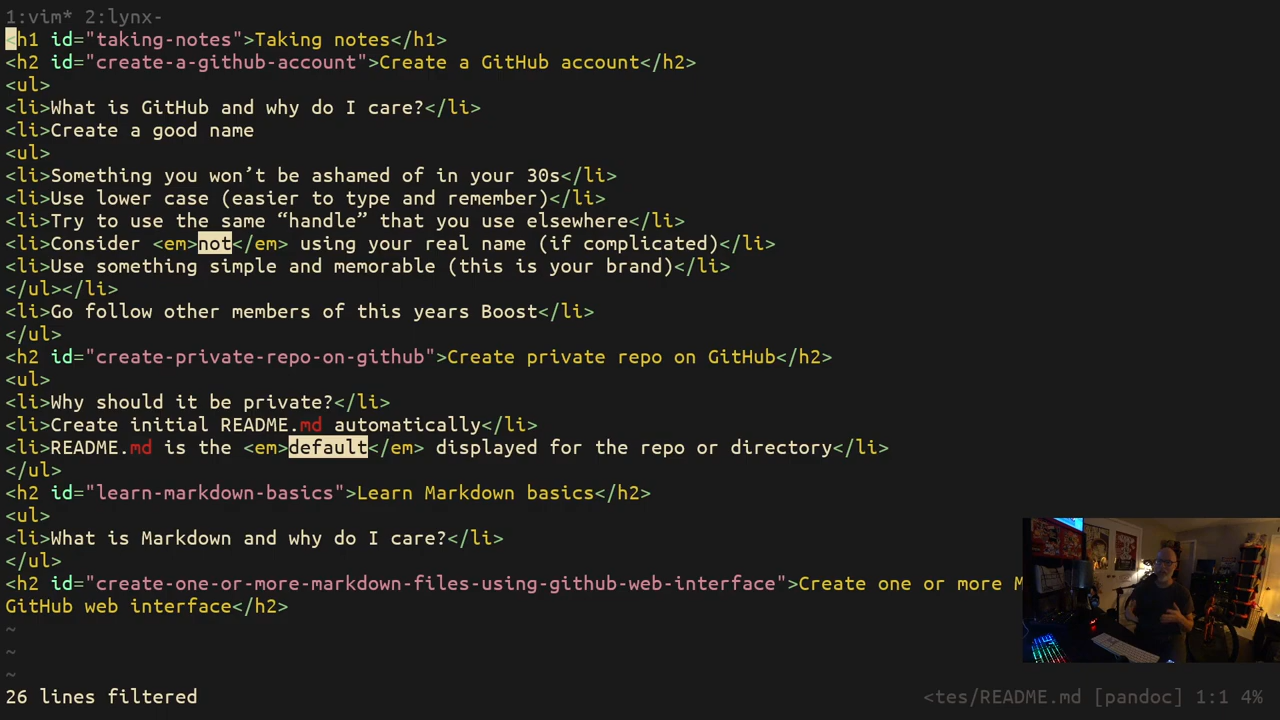 1:vim* 2:lynx-
<h1 id="taking-notes">Taking notes</h1>
<h2 id="create-a-github-account">Create a GitHub account</h2>
<ul>
<li>What is GitHub and why do I care?</li>
<li>Create a good name
<ul>
<li>Something you won’t be ashamed of in your 30s</li>
<li>Use lower case (easier to type and remember)</li>
<li>Try to use the same “handle” that you use elsewhere</li>
<li>Consider <em>not</em> using your real name (if complicated)</li>
<li>Use something simple and memorable (this is your brand)</li>
</ul></li>
<li>Go follow other members of this years Boost</li>
</ul>
<h2 id="create-private-repo-on-github">Create private repo on GitHub</h2>
<ul>
<li>Why should it be private?</li>
<li>Create initial README.md automatically</li>
<li>README.md is the <em>default</em> displayed for the repo or directory</li>
</ul>
<h2 id="learn-markdown-basics">Learn Markdown basics</h2>
<ul>
<li>What is Markdown and why do I care?</li>
</ul>
<h2 id="create-one-or-more-markdown-files-using-github-web-interface">Create one or more
GitHub web interface</h2>
~
~
~
26 lines filtered <tes/README.md [pandoc] 1:1 4%